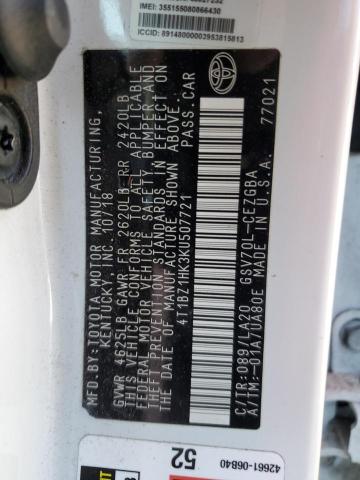 IMEI: 355155080866430
ICCID: 89148000003953815813
MFD. BY: TOYOTA MOTOR MANUFACTURING
KENTUCKY, INC. 10/18
GVWR 4625LB GAWR FR 2620LB RR 2420LB
THIS VEHICLE CONFORMS TO ALL APPLICABLE
FEDERAL MOTOR VEHICLE SAFETY, BUMPER AND
THEFT PREVENTION STANDARDS IN EFFECT ON
THE DATE OF MANUFACTURE SHOWN ABOVE.
4T1BZ1HK3KU507721 PASS.CAR
C/TR:089/LA20 GSV70L-CEZGBA
A/TM:-01A/UA80E MADE IN U.S.A. 77021
52
42661-06B40